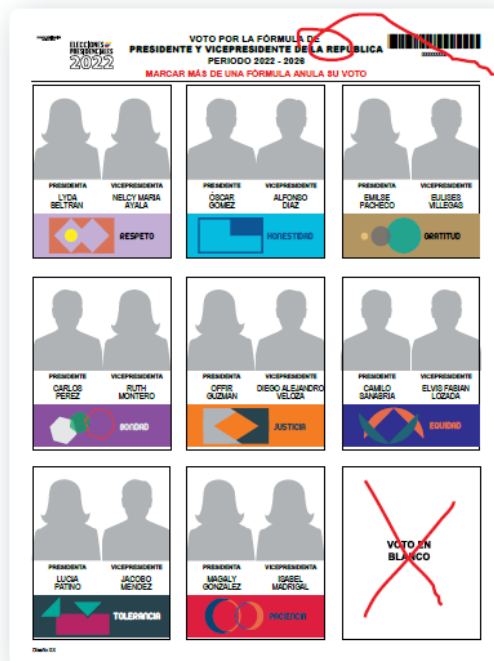 ELECCIONES
PRESIDENCIALES
2022
VOTO POR LA FÓRMULA DE
PRESIDENTE Y VICEPRESIDENTE DE LA REPÚBLICA
PERIODO 2022 - 2026
MARCAR MÁS DE UNA FÓRMULA ANULA SU VOTO
PRESIDENTA VICEPRESIDENTA PRESIDENTE VICEPRESIDENTE PRESIDENTA VICEPRESIDENTE
LYDA NELCY MARIA ÓSCAR ALFONSO EMILSE EULISES
BELTRAN AYALA GOMEZ DIAZ PACHECO VILLEGAS
RESPETO HONESTIDAD GRATITUD
PRESIDENTE VICEPRESIDENTA PRESIDENTA VICEPRESIDENTE PRESIDENTE VICEPRESIDENTE
CARLOS RUTH OFFIR DIEGO ALEJANDRO CAMILO ELVIS FABIAN
PEREZ MONTERO GUZMAN VELOZA SANABRIA LOZADA
BONDAD JUSTICIA EQUIDAD
PRESIDENTA VICEPRESIDENTE PRESIDENTA VICEPRESIDENTA
LUCIA JACOBO MAGALY ISABEL
PATIÑO MENDEZ GONZALEZ MADRIGAL
TOLERANCIA PACIENCIA
VOTO EN
BLANCO